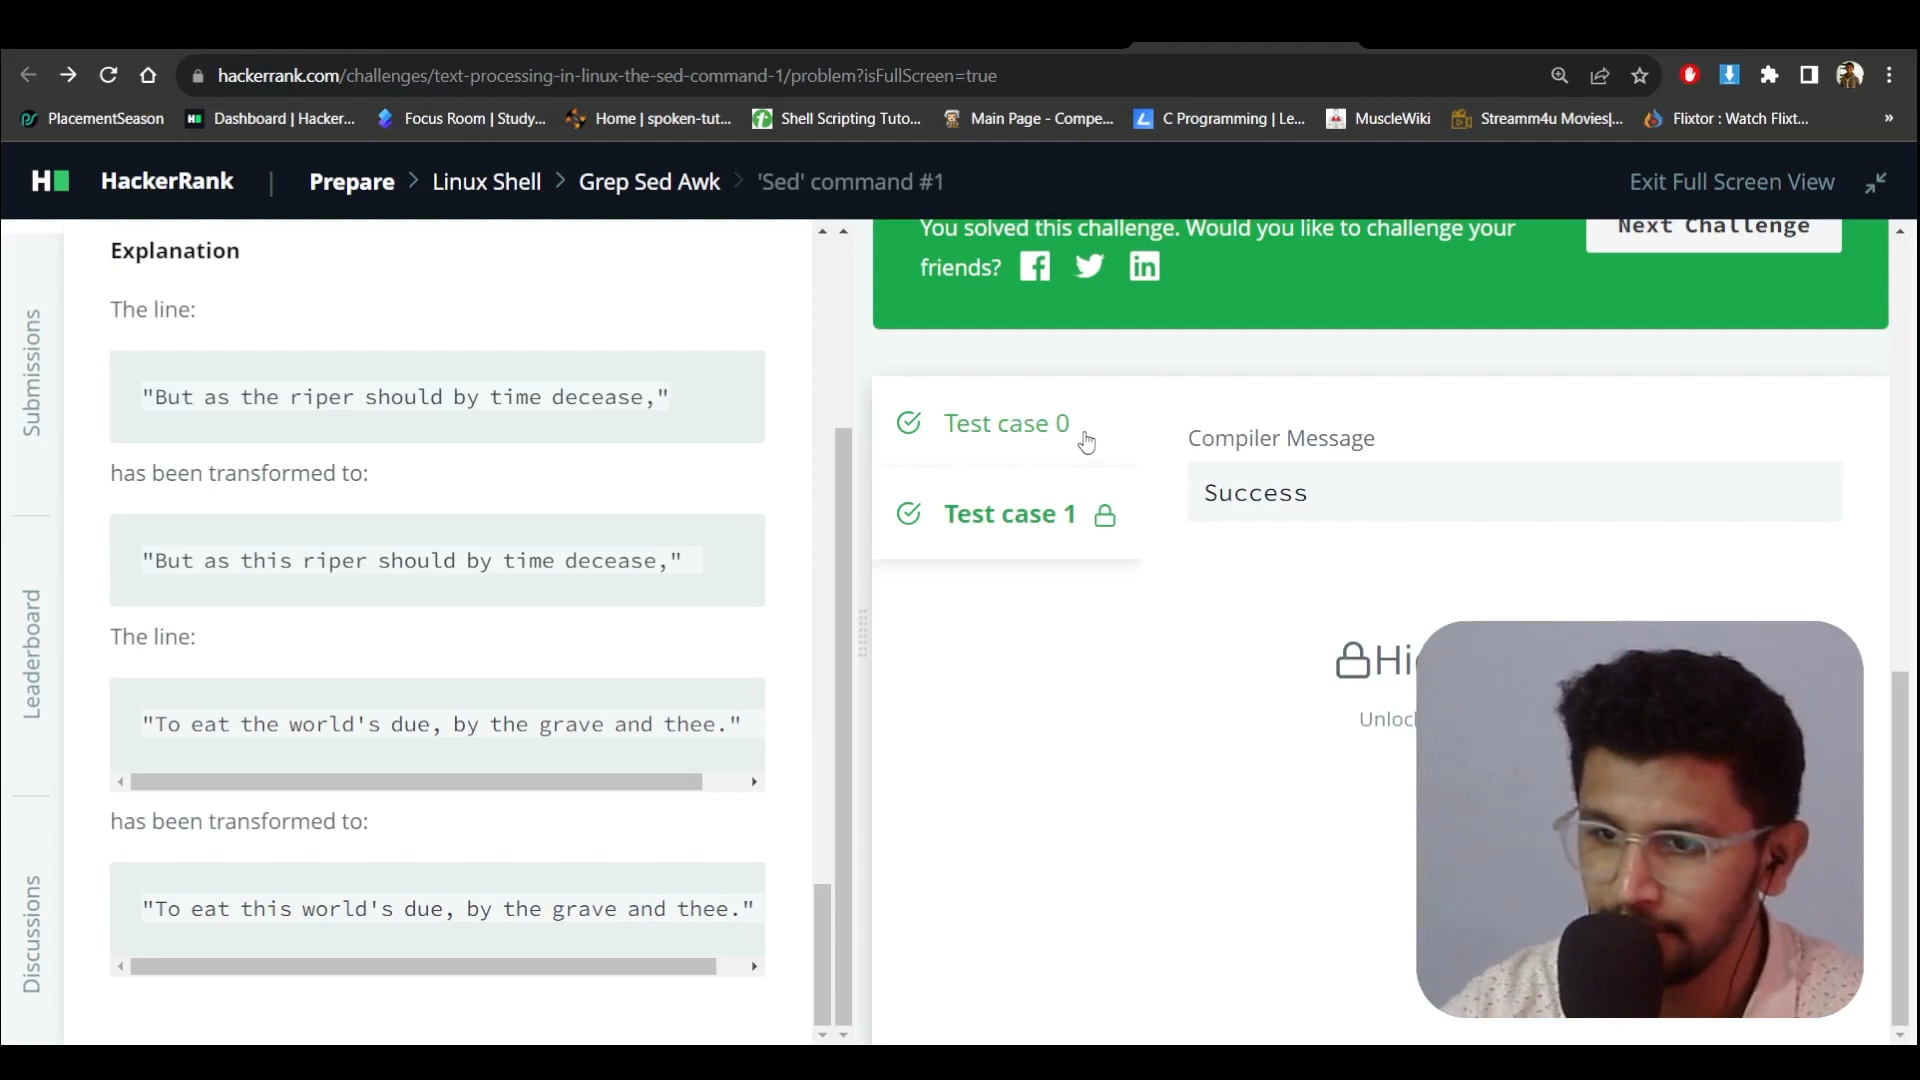 hackerrank.com/challenges/text-processing-in-linux-the-sed-command-1/problem?isFullScreen=true
PlacementSeason
Dashboard | Hacker...
Focus Room | Study...
Home | spoken-tut...
Shell Scripting Tuto...
Main Page - Compe...
C Programming | Le...
MuscleWiki
Streamm4u Movies|...
Flixtor : Watch Flixt...
»
H
HackerRank
|
Prepare > Linux Shell > Grep Sed Awk > 'Sed' command #1
Exit Full Screen View
Submissions
Leaderboard
Discussions
Explanation
The line:
"But as the riper should by time decease,"
has been transformed to:
"But as this riper should by time decease,"
The line:
"To eat the world's due, by the grave and thee."
has been transformed to:
"To eat this world's due, by the grave and thee."
You solved this challenge. Would you like to challenge your
friends?
Next Challenge
Test case 0
Test case 1
Compiler Message
Success